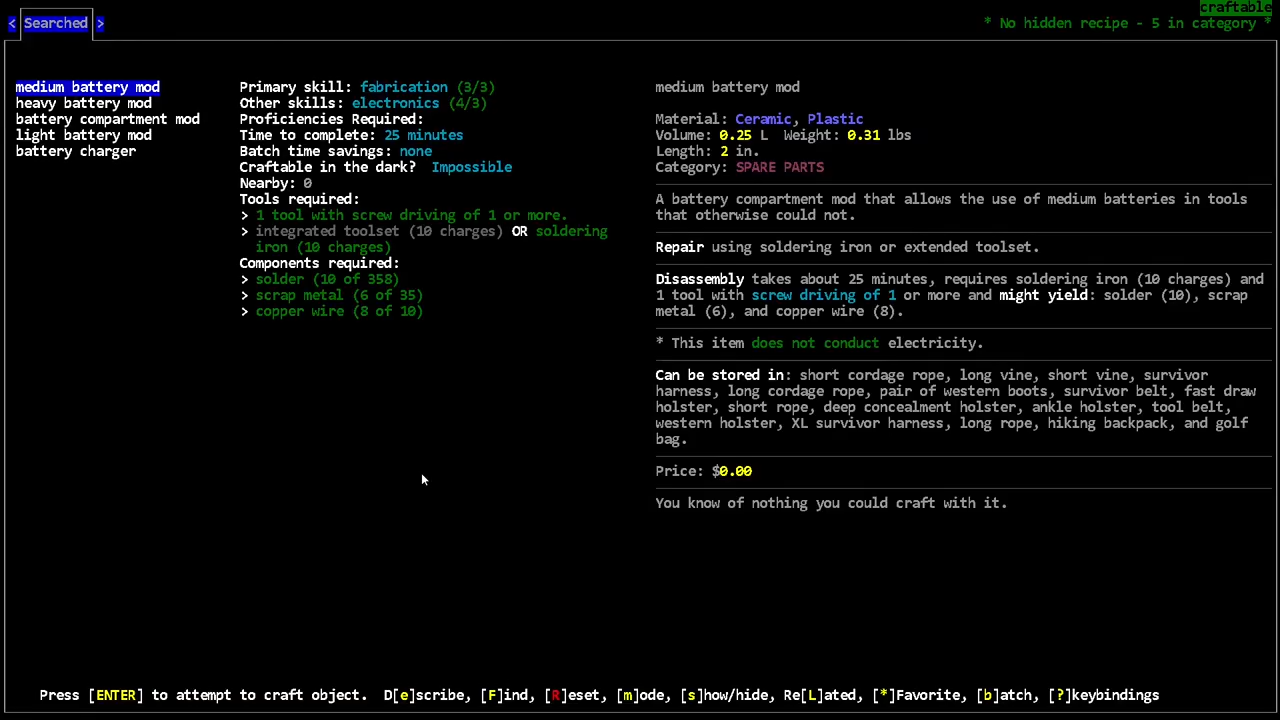 craftable
< Searched > * No hidden recipe - 5 in category *
medium battery mod
heavy battery mod
battery compartment mod
light battery mod
battery charger
Primary skill: fabrication (3/3)
Other skills: electronics (4/3)
Proficiencies Required:
Time to complete: 25 minutes
Batch time savings: none
Craftable in the dark?  Impossible
Nearby: 0
Tools required:
> 1 tool with screw driving of 1 or more.
> integrated toolset (10 charges) OR soldering
iron (10 charges)
Components required:
> solder (10 of 358)
> scrap metal (6 of 35)
> copper wire (8 of 10)
medium battery mod
Material: Ceramic, Plastic
Volume: 0.25 L  Weight: 0.31 lbs
Length: 2 in.
Category: SPARE PARTS
A battery compartment mod that allows the use of medium batteries in tools
that otherwise could not.
Repair using soldering iron or extended toolset.
Disassembly takes about 25 minutes, requires soldering iron (10 charges) and
1 tool with screw driving of 1 or more and might yield: solder (10), scrap
metal (6), and copper wire (8).
* This item does not conduct electricity.
Can be stored in: short cordage rope, long vine, short vine, survivor
harness, long cordage rope, pair of western boots, survivor belt, fast draw
holster, short rope, deep concealment holster, ankle holster, tool belt,
western holster, XL survivor harness, long rope, hiking backpack, and golf
bag.
Price: $0.00
You know of nothing you could craft with it.
Press [ENTER] to attempt to craft object.  D[e]scribe, [F]ind, [R]eset, [m]ode, [s]how/hide, Re[L]ated, [*]Favorite, [b]atch, [?]keybindings